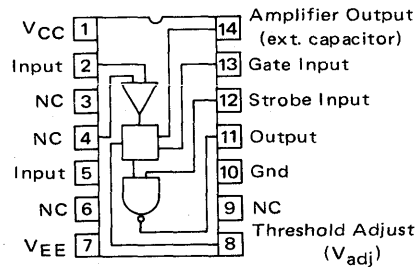 VCC 1 14 Amplifier Output
(ext. capacitor)
Input 2 13 Gate Input
NC 3 12 Strobe Input
NC 4 11 Output
Input 5 10 Gnd
NC 6 9 NC
VEE 7 8 Threshold Adjust
(Vadj)